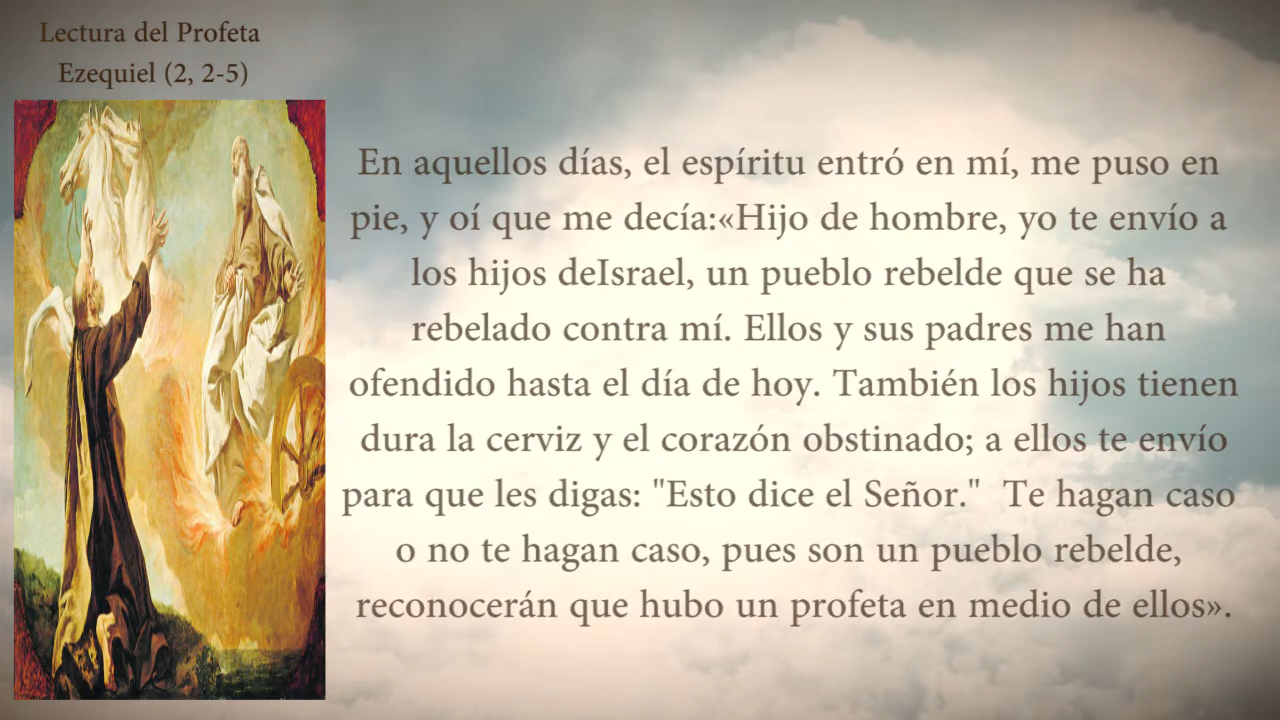 Lectura del Profeta
Ezequiel (2, 2-5)
En aquellos días, el espíritu entró en mí, me puso en
pie, y oí que me decía:«Hijo de hombre, yo te envío a
los hijos deIsrael, un pueblo rebelde que se ha
rebelado contra mí. Ellos y sus padres me han
ofendido hasta el día de hoy. También los hijos tienen
dura la cerviz y el corazón obstinado; a ellos te envío
para que les digas: "Esto dice el Señor."  Te hagan caso
o no te hagan caso, pues son un pueblo rebelde,
reconocerán que hubo un profeta en medio de ellos».